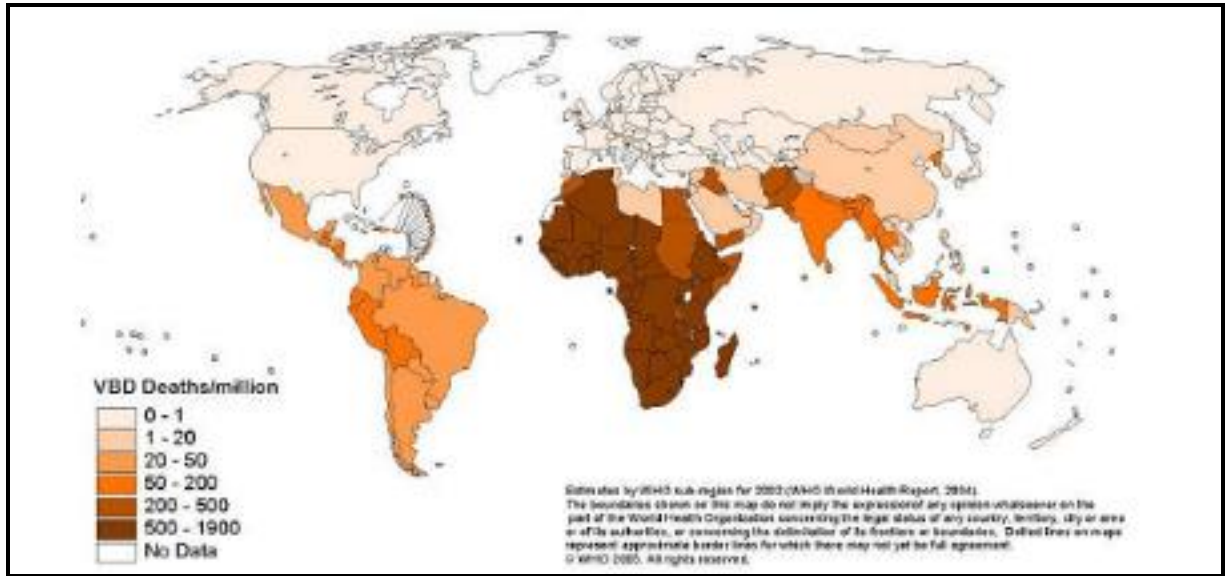 VBD Deaths/million
0 - 1
1 - 20
20 - 50
50 - 200
200 - 500
500 - 1900
No Data
Estimates by WHO sub-region for 2002 (WHO World Health Report, 2004).
The boundaries shown on this map do not imply the expression of any opinion whatsoever on the
part of the World Health Organization concerning the legal status of any country, territory, city or area
or of its authorities, or concerning the delimitation of its frontiers or boundaries. Dotted lines on maps
represent approximate border lines for which there may not yet be full agreement.
© WHO 2005. All rights reserved.